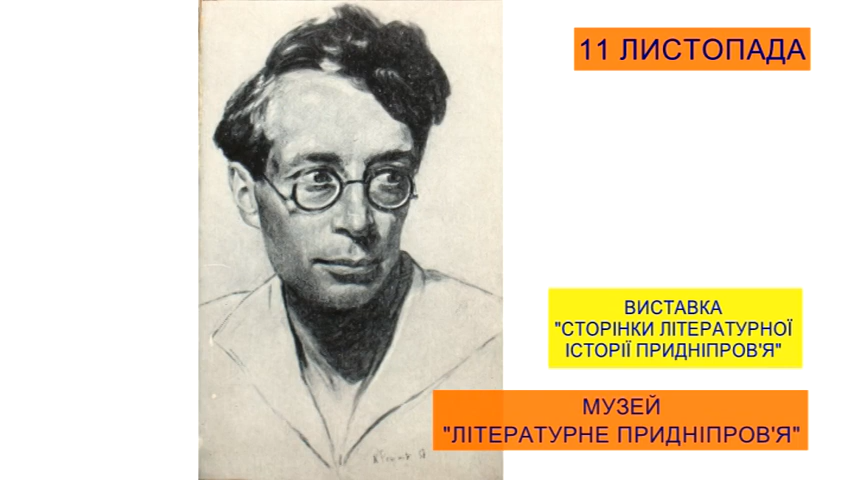 11 ЛИСТОПАДА
ВИСТАВКА
"СТОРІНКИ ЛІТЕРАТУРНОЇ
ІСТОРІЇ ПРИДНІПРОВ'Я"
МУЗЕЙ
"ЛІТЕРАТУРНЕ ПРИДНІПРОВ'Я"